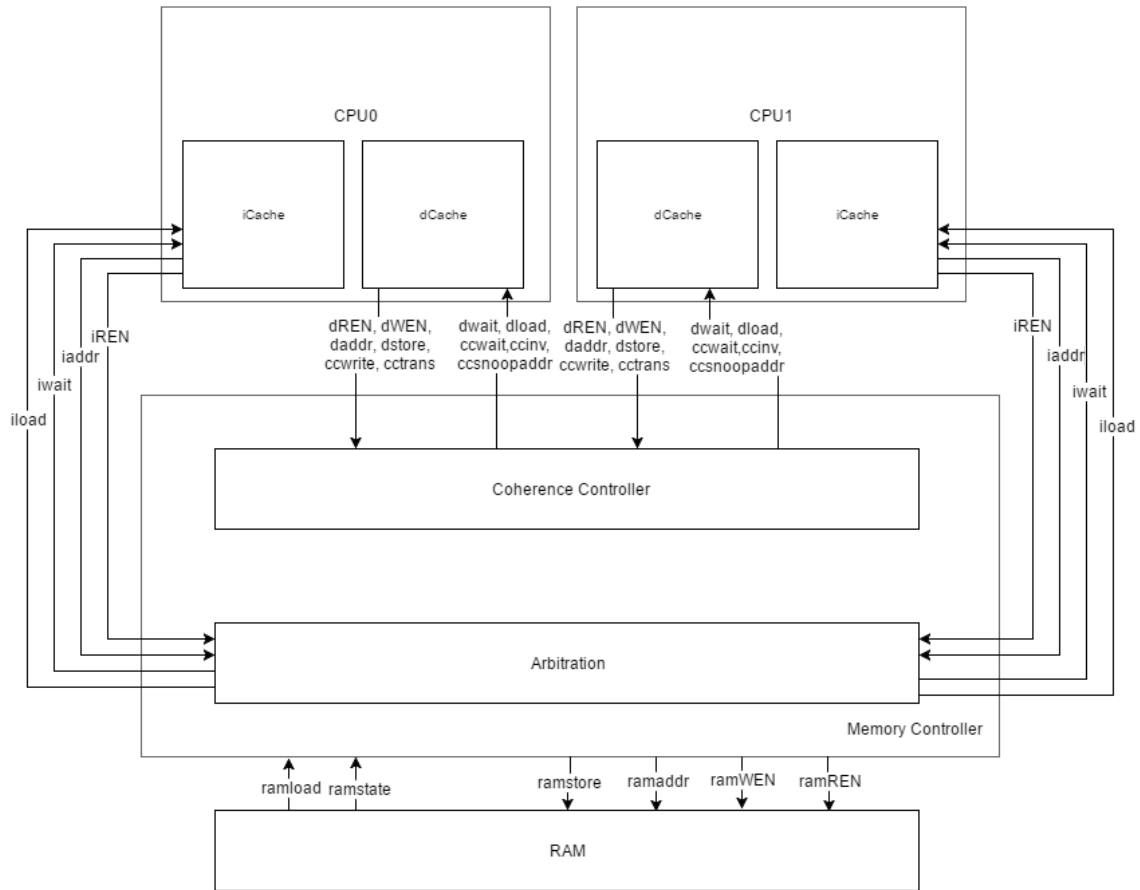 CPU0
CPU1
iCache
dCache
dCache
iCache
dREN, dWEN,
daddr, dstore,
ccwrite, cctrans
dwait, dload,
ccwait,ccinv,
ccsnoopaddr
dREN, dWEN,
daddr, dstore,
ccwrite, cctrans
dwait, dload,
ccwait,ccinv,
ccsnoopaddr
iREN
iaddr
iwait
iload
iREN
iaddr
iwait
iload
Coherence Controller
Arbitration
Memory Controller
ramload
ramstate
ramstore
ramaddr
ramWEN
ramREN
RAM